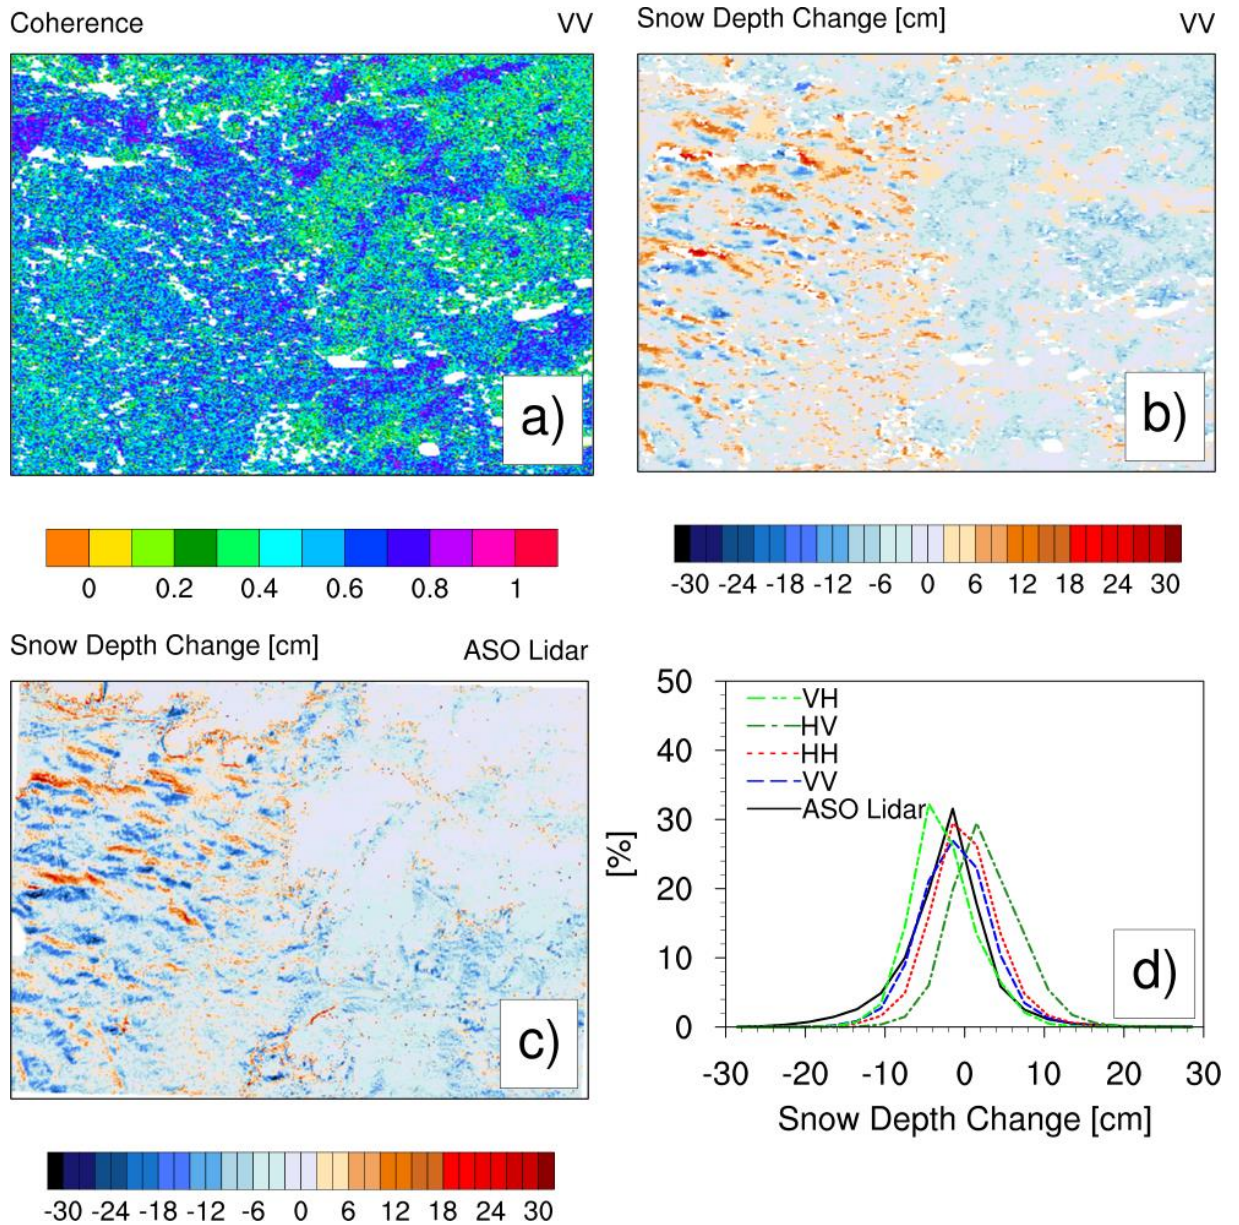 Coherence VV
Snow Depth Change [cm] VV
a)
b)
0 0.2 0.4 0.6 0.8 1
-30 -24 -18 -12 -6 0 6 12 18 24 30
Snow Depth Change [cm] ASO Lidar
c)
-30 -24 -18 -12 -6 0 6 12 18 24 30
50
40
30
20
10
0
[%]
VH
HV
HH
VV
ASO Lidar
d)
-30 -20 -10 0 10 20 30
Snow Depth Change [cm]